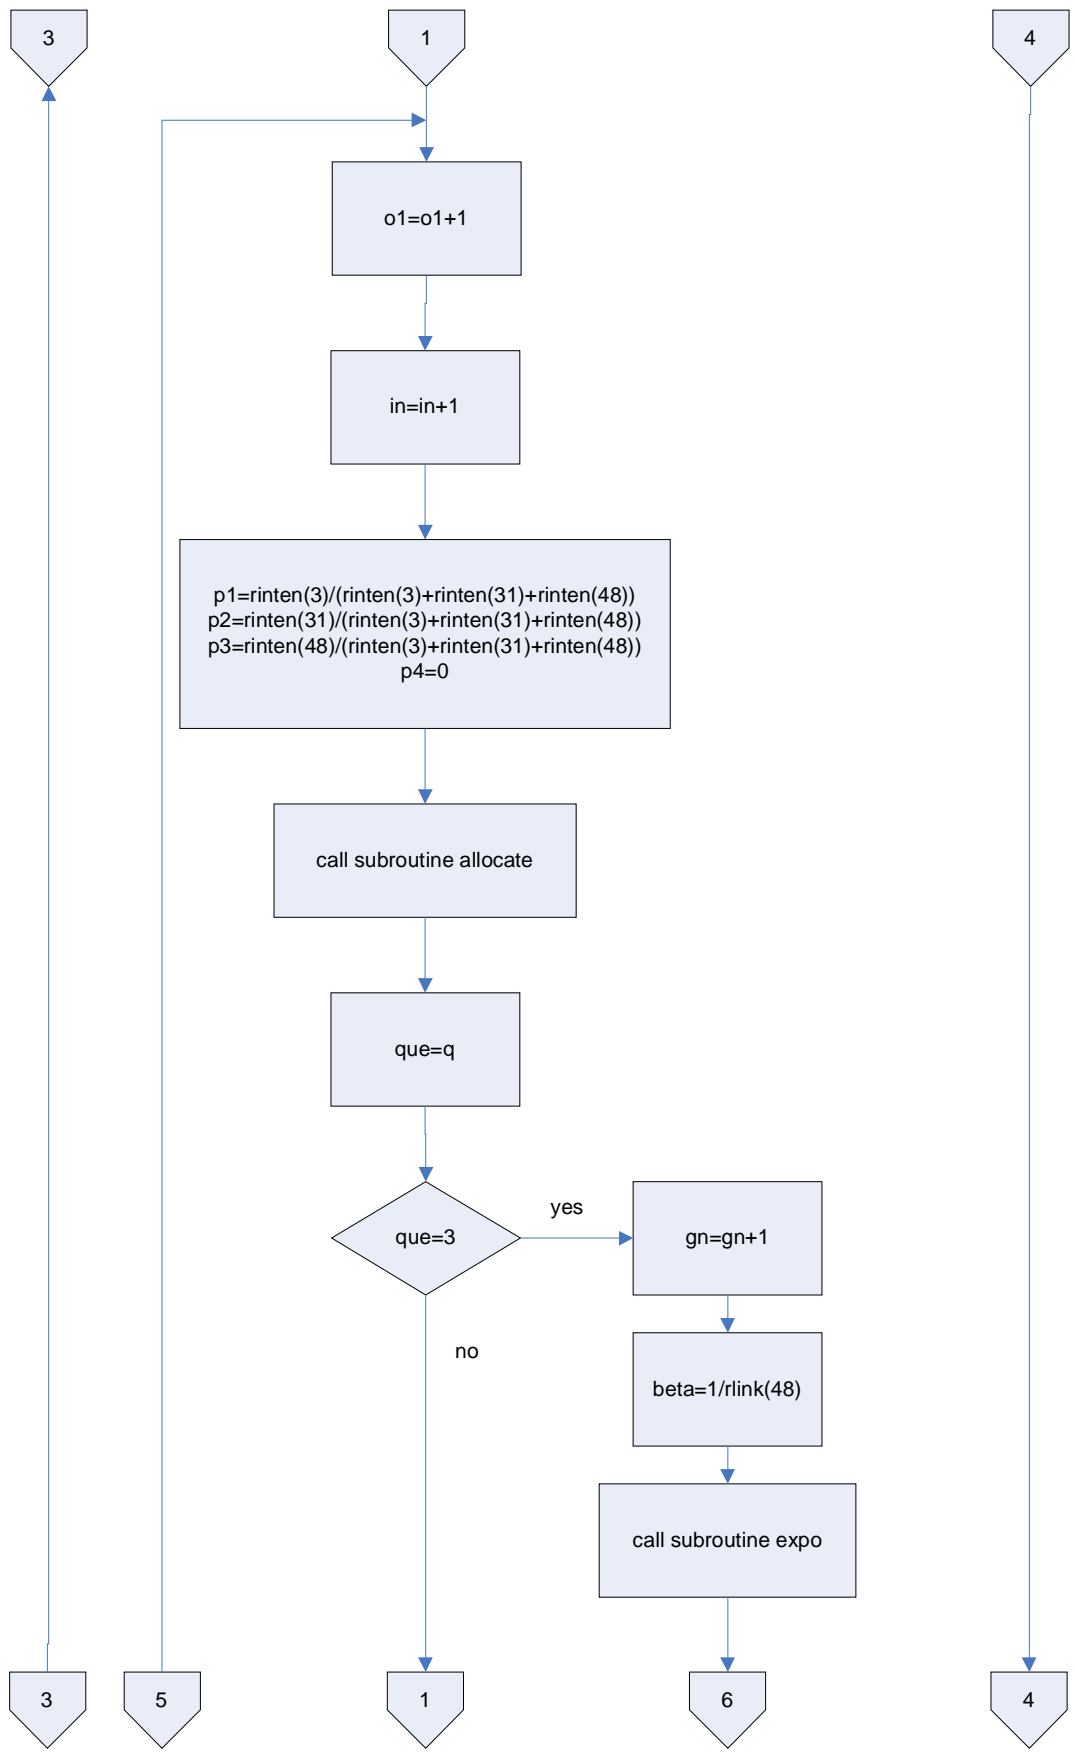 3
1
4
o1=o1+1
in=in+1
p1=rinten(3)/(rinten(3)+rinten(31)+rinten(48))
p2=rinten(31)/(rinten(3)+rinten(31)+rinten(48))
p3=rinten(48)/(rinten(3)+rinten(31)+rinten(48))
p4=0
call subroutine allocate
que=q
que=3
yes
gn=gn+1
no
beta=1/rlink(48)
call subroutine expo
3
5
1
6
4